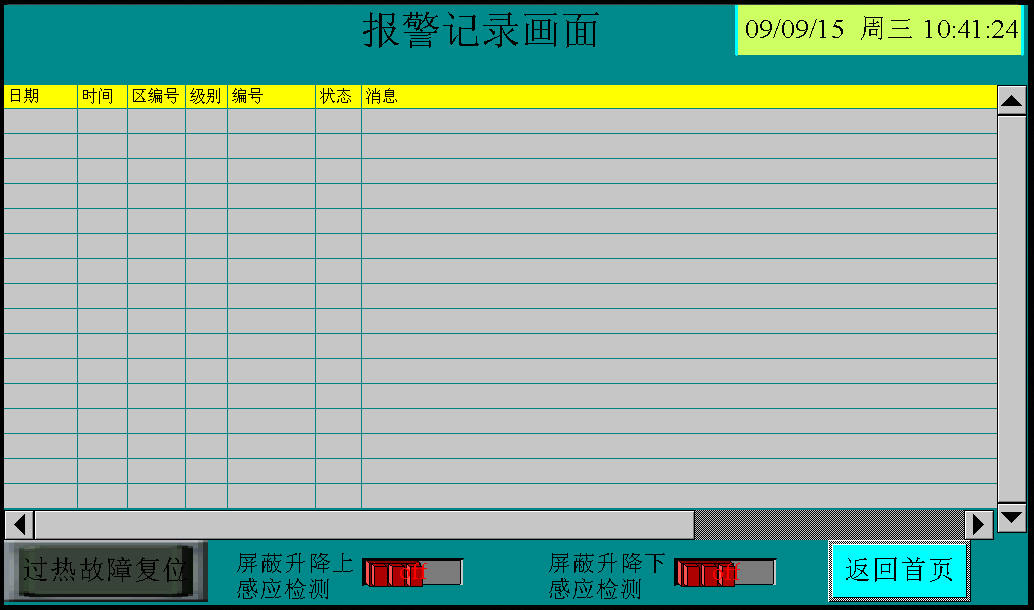 报警记录画面
09/09/15 周三 10:41:24
日期 时间 区编号 级别 编号 状态 消息
过热故障复位
屏蔽升降上
感应检测
off
屏蔽升降下
感应检测
off
返回首页